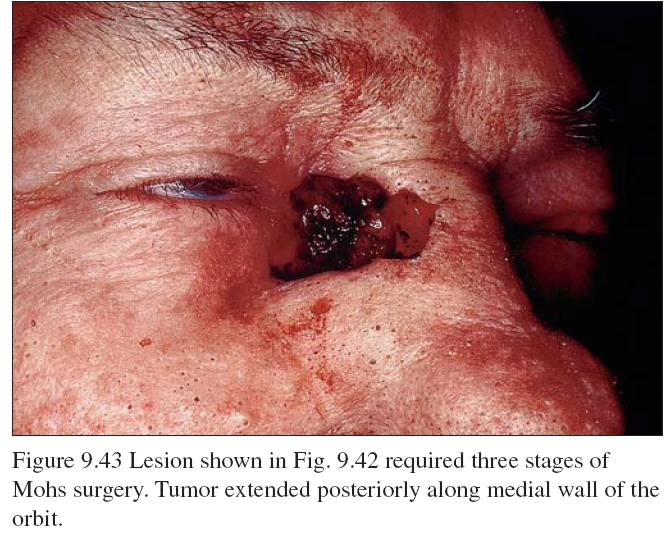 Figure 9.43 Lesion shown in Fig. 9.42 required three stages of
Mohs surgery. Tumor extended posteriorly along medial wall of the
orbit.